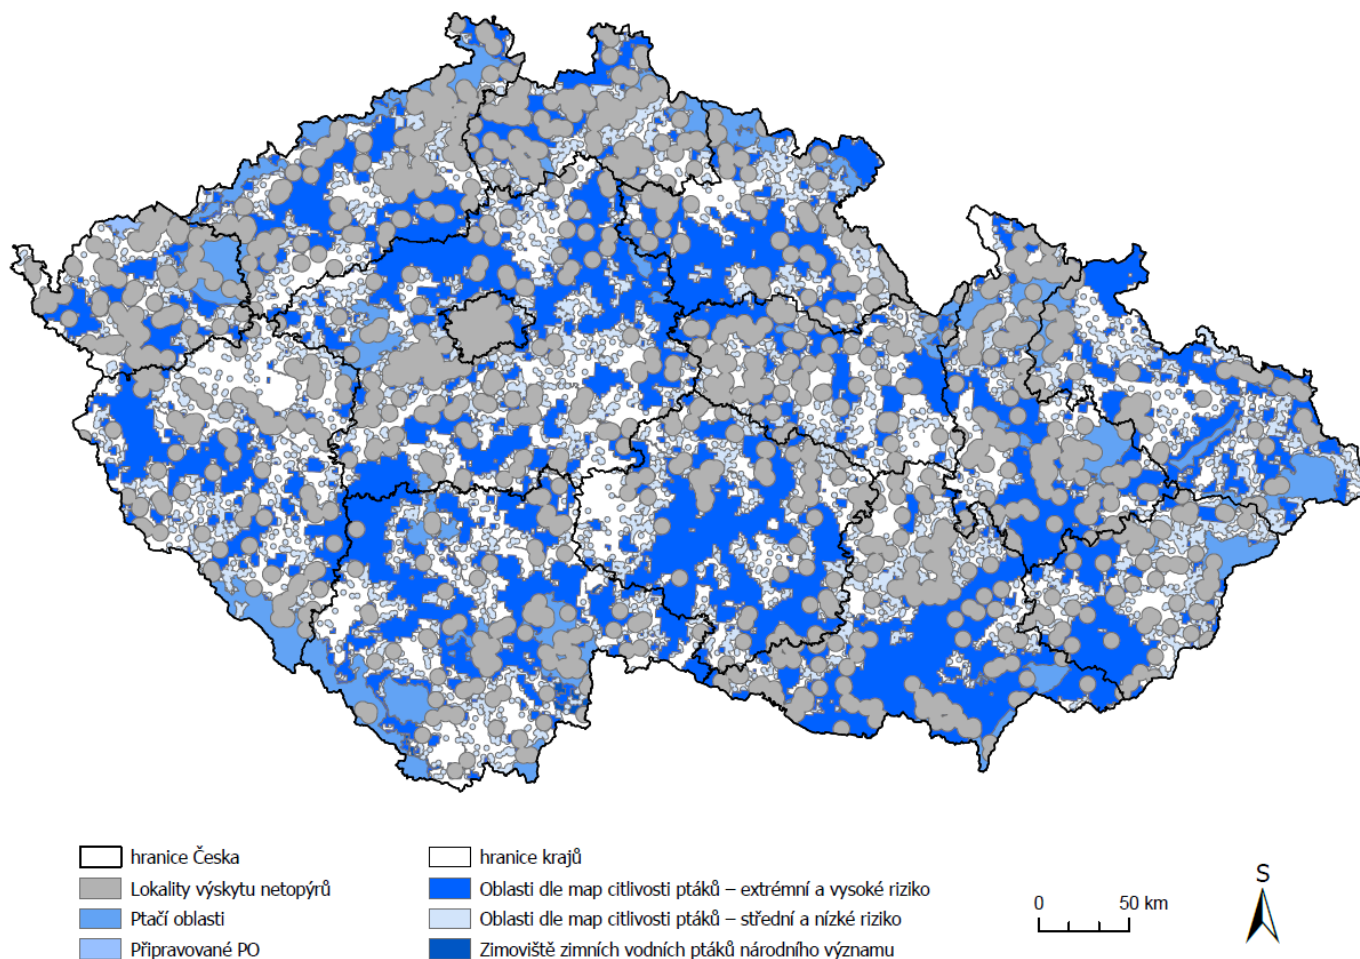 hranice Česka
Lokality výskytu netopýrů
Ptačí oblasti
Připravované PO
hranice krajů
Oblasti dle map citlivosti ptáků – extrémní a vysoké riziko
Oblasti dle map citlivosti ptáků – střední a nízké riziko
Zimoviště zimních vodních ptáků národního významu
0 50 km
S